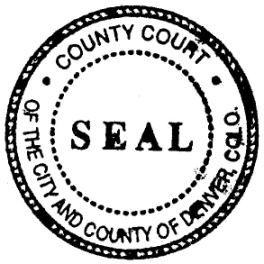 COUNTY COURT
OF THE CITY AND COUNTY OF DENVER, COLO.
SEAL